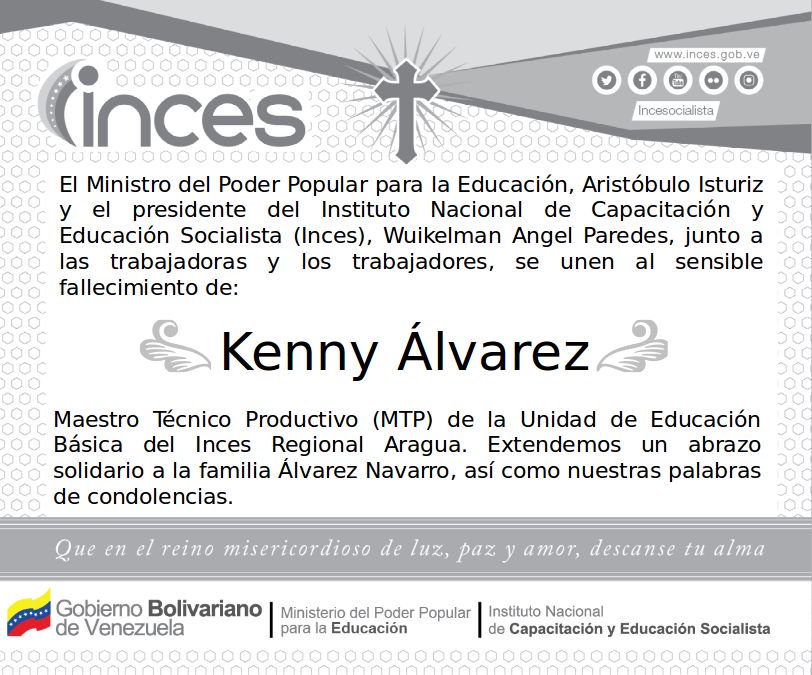 www.inces.gob.ve
inces
Incesocialista
El Ministro del Poder Popular para la Educación, Aristóbulo Isturiz
y el presidente del Instituto Nacional de Capacitación y
Educación Socialista (Inces), Wuikelman Angel Paredes, junto a
las trabajadoras y los trabajadores, se unen al sensible
fallecimiento de:
Kenny Álvarez
Maestro Técnico Productivo (MTP) de la Unidad de Educación
Básica del Inces Regional Aragua. Extendemos un abrazo
solidario a la familia Álvarez Navarro, así como nuestras palabras
de condolencias.
Que en el reino misericordioso de luz, paz y amor, descanse tu alma
Gobierno Bolivariano
de Venezuela
Ministerio del Poder Popular
para la Educación
Instituto Nacional
de Capacitación y Educación Socialista